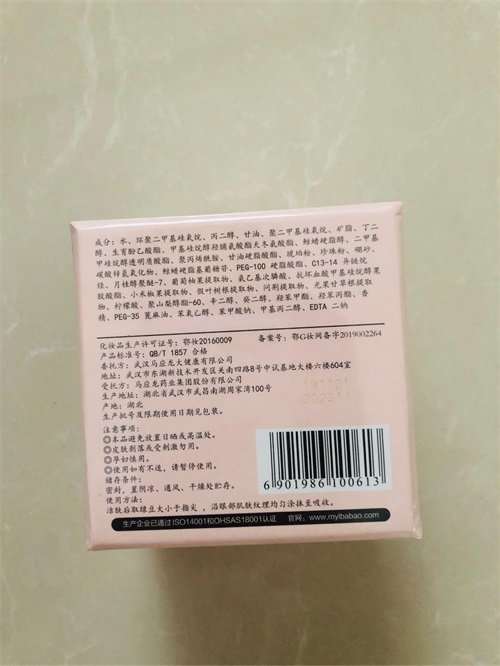 成分：水、环聚二甲基硅氧烷、丙二醇、甘油、聚二甲基硅氧烷、矿脂、丁二
醇、生育酚乙酸酯、甲基硅烷醇羟脯氨酸酯天冬氨酸酯、鲸蜡硬脂醇、二甲基
甲硅烷醇透明质酸酯、聚丙烯酰胺、甘油硬脂酸酯、琥珀粉、珍珠粉、硼砂、
碳酸锌氢氧化物、鲸蜡硬脂基葡糖苷、PEG-100 硬脂酸酯、C13-14 异链烷
烃、月桂醇聚醚-7、葡萄柚果提取物、氨乙基次膦酸、抗坏血酸甲基硅烷醇果
胶酸酯、小米椒果提取物、假叶树根提取物、问荆提取物、光果甘草根提取
物、柠檬酸、聚山梨醇酯-60、辛二醇、癸二醇、羟苯甲酯、羟苯丙酯、香
精、PEG-35 蓖麻油、苯氧乙醇、苯甲酸钠、甲基丙二醇、EDTA 二钠
化妆品生产许可证号：鄂妆20160009 备案号：鄂G妆网备字2019002264
产品标准号：QB/T 1857 合格
委托方：武汉马应龙大健康有限公司
地址：武汉市东湖新技术开发区关南四路8号中试基地大楼六楼604室
受托方：马应龙药业集团股份有限公司
生产地址：湖北省武汉市武昌南湖周家湾100号
产地：湖北
生产批号及限期使用日期见包装。
191101
202211
注意事项：
◎本品避免放置日晒或高温处。
◎皮肤剖落或受刺激勿用。
◎孕妇慎用。
◎使用如有不适，请暂停使用。
储存条件：
密封，置阴凉、通风、干燥处贮存。
使用方法：
洁肤后取绿豆大小于指尖，沿眼部肌肤纹理均匀涂抹至吸收。
6 901986 100613
生产企业已通过 ISO14001和OHSAS18001认证 官网：www.mylbabao.com